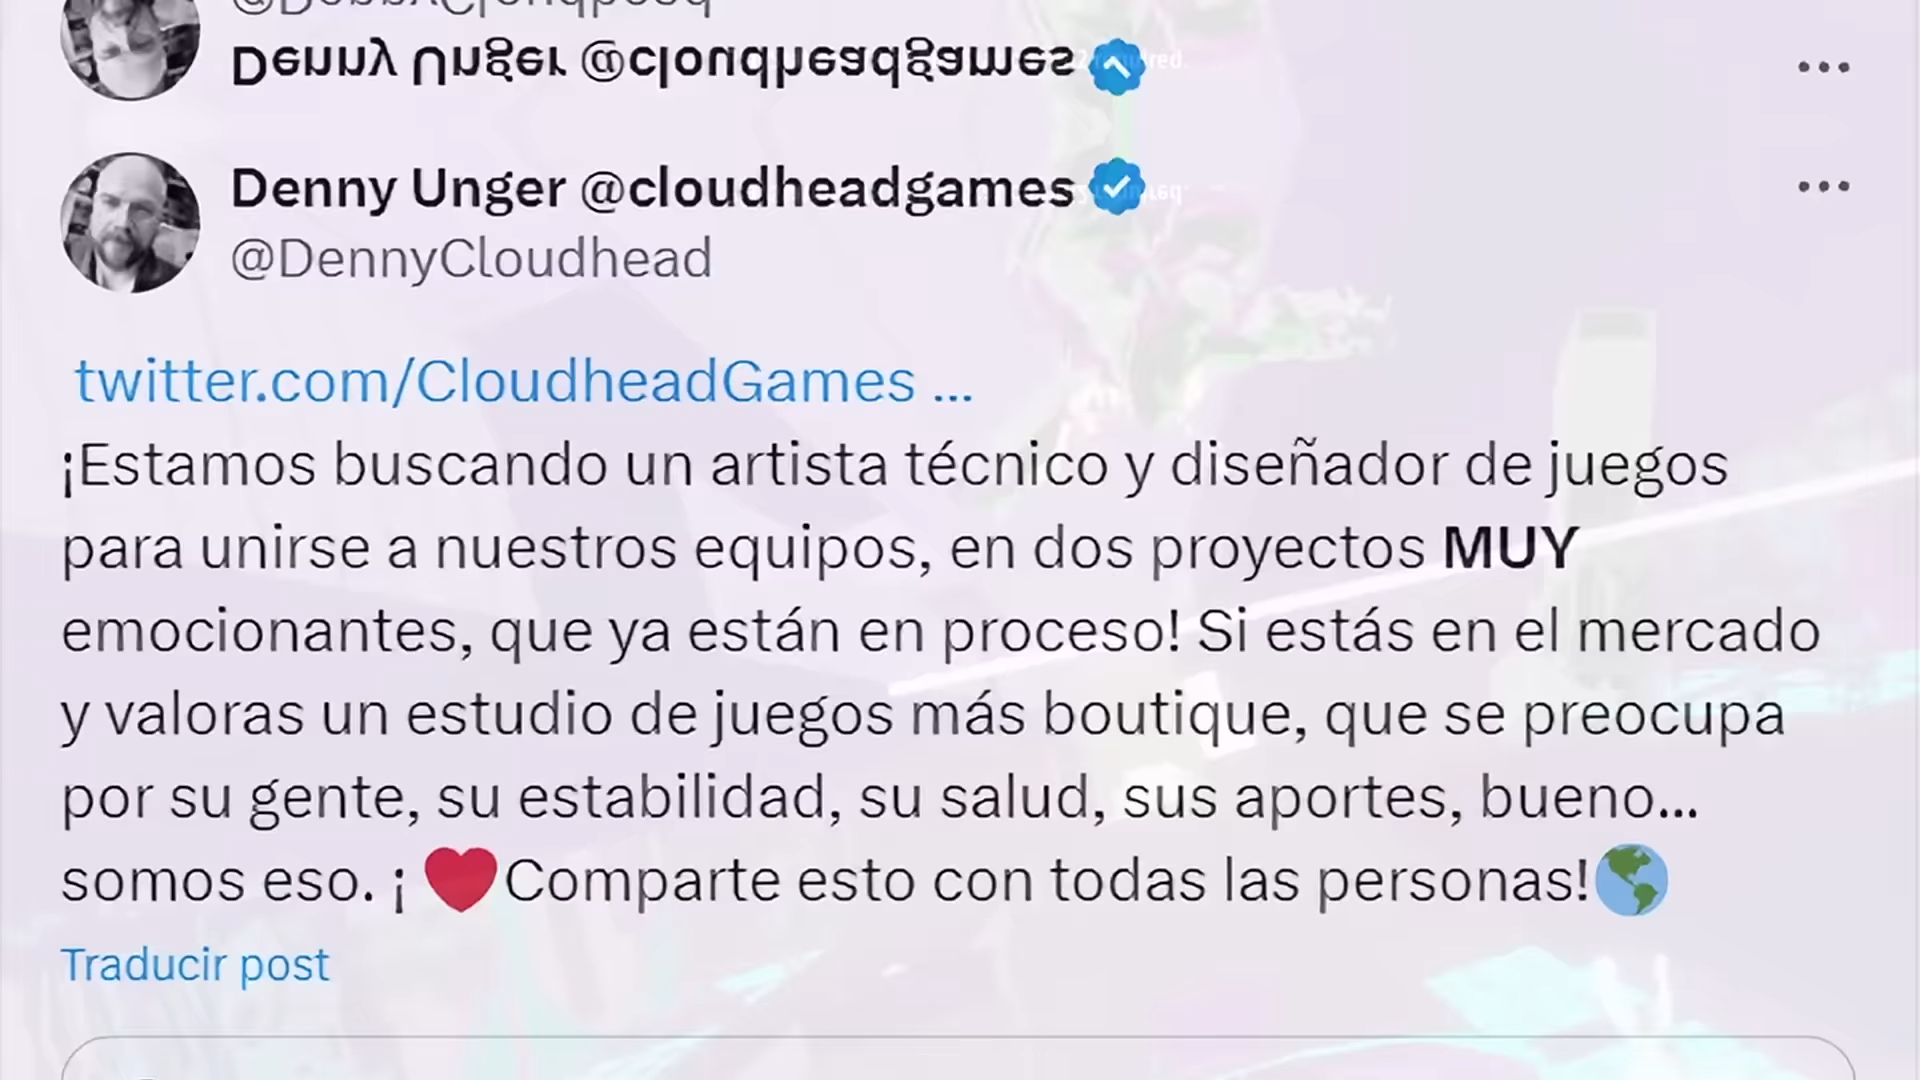 Denny Unger @cloudheadgames
Denny Unger @cloudheadgames
@DennyCloudhead
twitter.com/CloudheadGames ...
¡Estamos buscando un artista técnico y diseñador de juegos
para unirse a nuestros equipos, en dos proyectos MUY
emocionantes, que ya están en proceso! Si estás en el mercado
y valoras un estudio de juegos más boutique, que se preocupa
por su gente, su estabilidad, su salud, sus aportes, bueno...
somos eso. ¡ ❤️Comparte esto con todas las personas!🌎
Traducir post